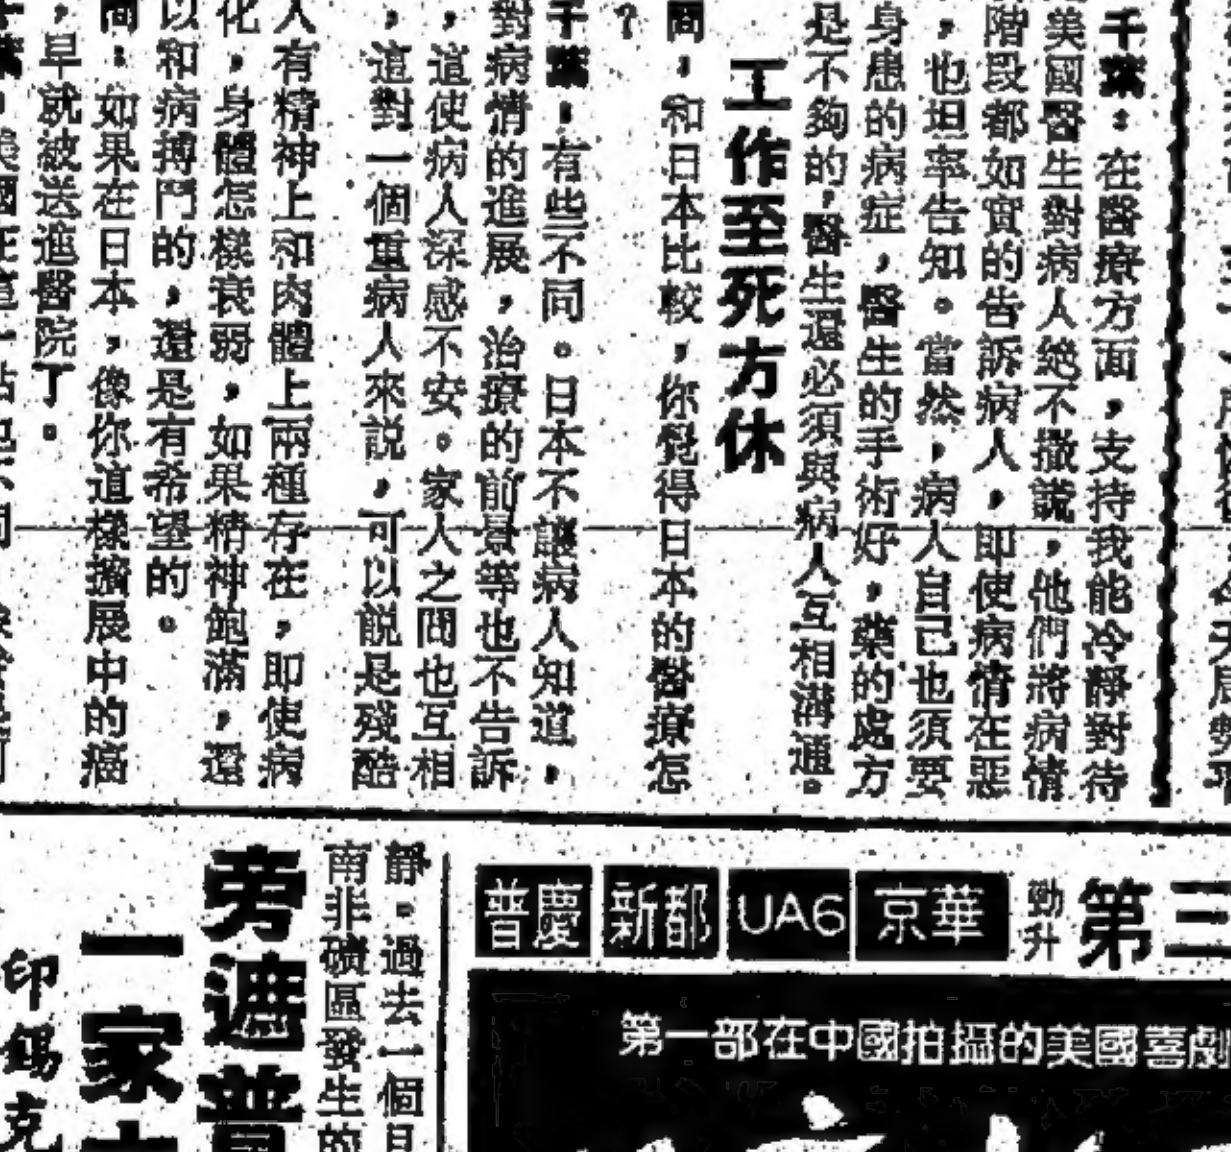 千葉：在醫療方面，支持我能冷靜對待
美國醫生對病人絕不撒謊，他們將病情
階段都如實的告訴病人，即使病情在惡
，也坦率告知。當然，病人自己也須要
身患的病症，醫生的手術好，藥的處方
是不夠的，醫生還必須與病人互相溝通。
工作至死方休
問，和日本比較，你覺得日本的醫療怎
？
千葉：有些不同。日本不讓病人知道，
對病情的進展，治療的前景等也不告訴
，這使病人深感不安。家人之間也互相
，這對一個重病人來説，可以說是殘酷
人有精神上和肉體上兩種存在，即使病
化，身體怎樣衰弱，如果精神飽滿，還
以和病搏鬥的，還是有希望的。
問：如果在日本，像你這樣擴展中的癌
，早就被送進醫院了。
靜。過去一個月
南非礦區發生的
旁遮普
一家
印錫克
普慶 新都 UA6 京華
勁升
第三
第一部在中國拍攝的美國喜劇